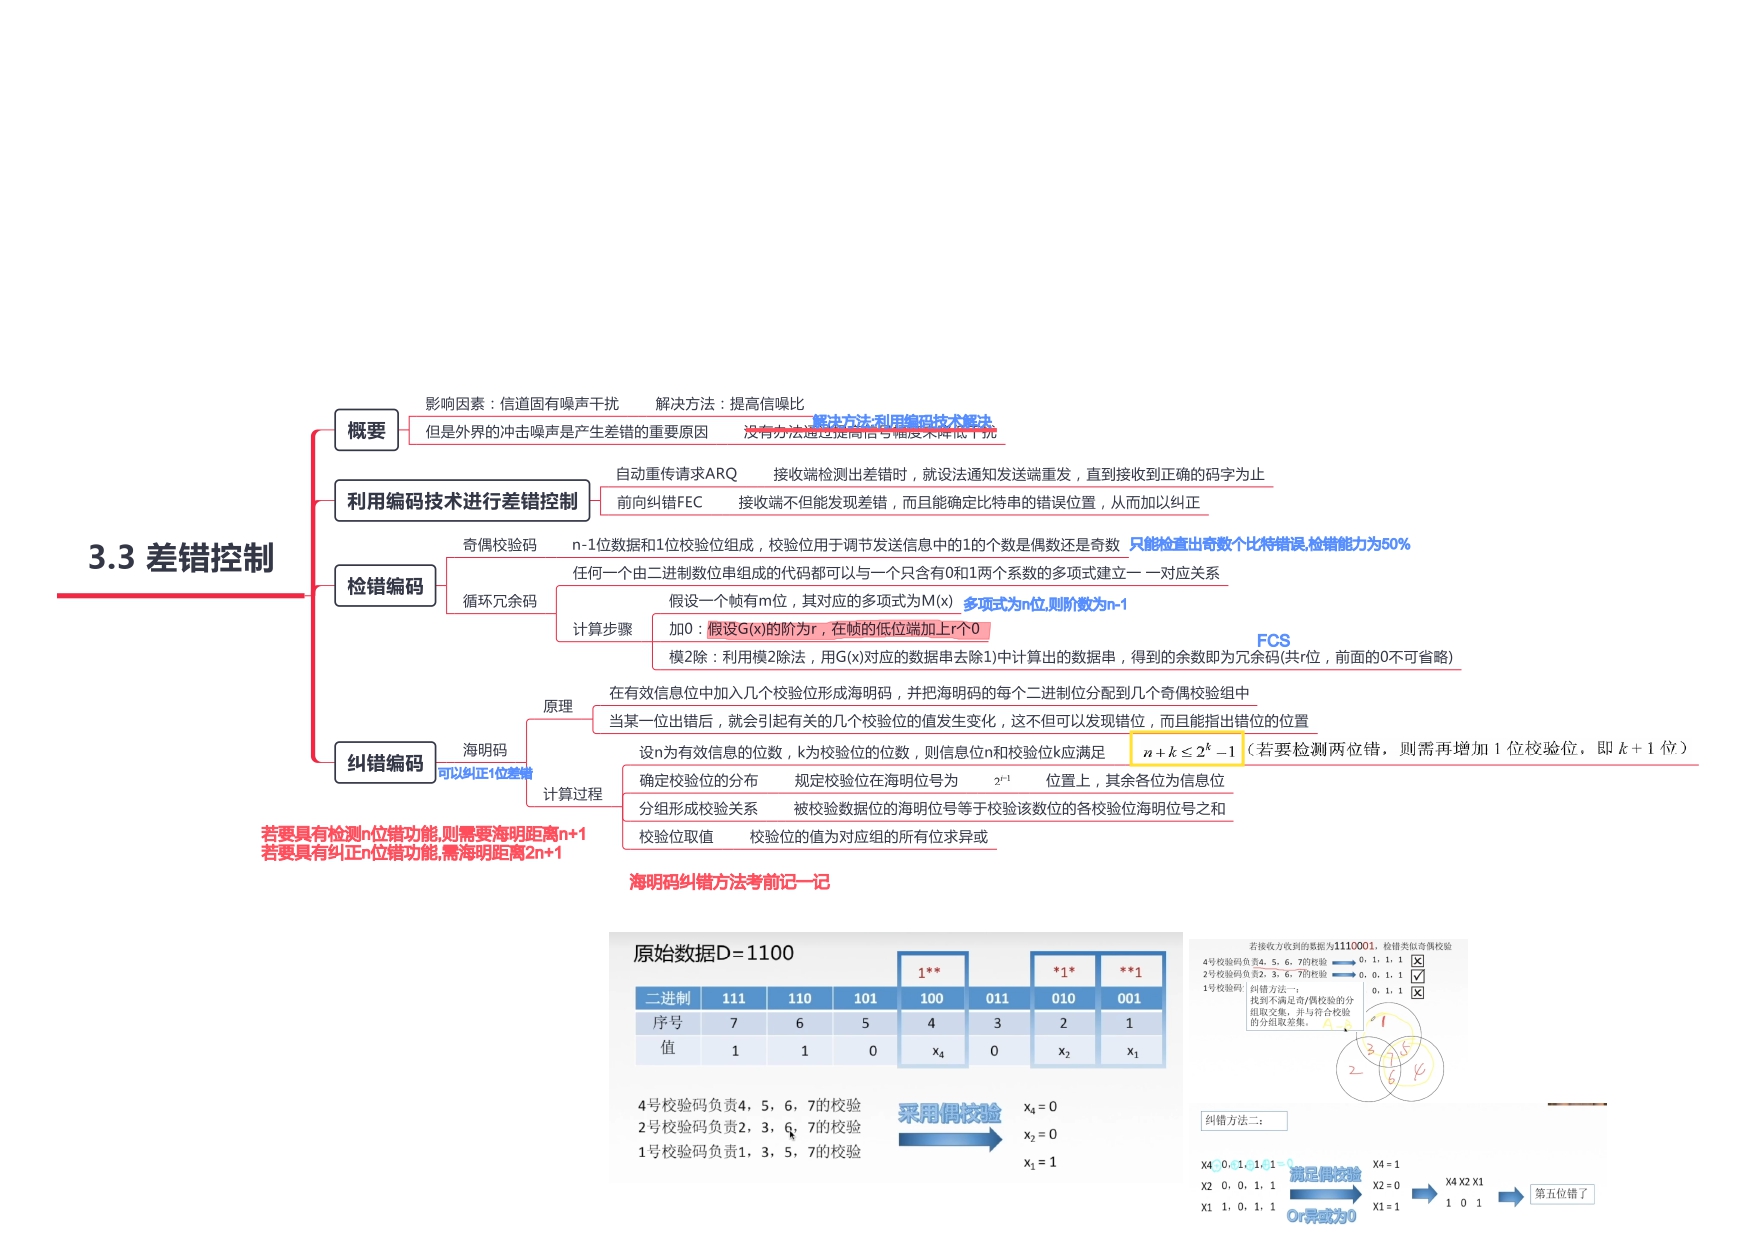 3.3 差错控制
概要
影响因素：信道固有噪声干扰 解决方法：提高信噪比
但是外界的冲击噪声是产生差错的重要原因 没有办法通过提高信号幅度来降低干扰
解决方法:利用编码技术解决
利用编码技术进行差错控制
自动重传请求ARQ 接收端检测出差错时，就设法通知发送端重发，直到接收到正确的码字为止
前向纠错FEC 接收端不但能发现差错，而且能确定比特串的错误位置，从而加以纠正
检错编码
奇偶校验码 n-1位数据和1位校验位组成，校验位用于调节发送信息中的1的个数是偶数还是奇数 只能检查出奇数个比特错误,检错能力为50%
循环冗余码
任何一个由二进制数位串组成的代码都可以与一个只含有0和1两个系数的多项式建立一 一对应关系
计算步骤
假设一个帧有m位，其对应的多项式为M(x) 多项式为n位,则阶数为n-1
加0：假设G(x)的阶为r，在帧的低位端加上r个0
FCS
模2除：利用模2除法，用G(x)对应的数据串去除1)中计算出的数据串，得到的余数即为冗余码(共r位，前面的0不可省略)
纠错编码
海明码
可以纠正1位差错
原理
在有效信息位中加入几个校验位形成海明码，并把海明码的每个二进制位分配到几个奇偶校验组中
当某一位出错后，就会引起有关的几个校验位的值发生变化，这不但可以发现错位，而且能指出错位的位置
计算过程
设n为有效信息的位数，k为校验位的位数，则信息位n和校验位k应满足 n+k≤2^k−1（若要检测两位错，则需再增加 1 位校验位，即 k+1 位）
确定校验位的分布 规定校验位在海明位号为 2^{i−1} 位置上，其余各位为信息位
分组形成校验关系 被校验数据位的海明位号等于校验该数位的各校验位海明位号之和
校验位取值 校验位的值为对应组的所有位求异或
若要具有检测n位错功能,则需要海明距离n+1
若要具有纠正n位错功能,需海明距离2n+1
海明码纠错方法考前记一记
原始数据D=1100
1** *1* **1
二进制 111 110 101 100 011 010 001
序号 7 6 5 4 3 2 1
值 1 1 0 x₄ 0 x₂ x₁
4号校验码负责4，5，6，7的校验
2号校验码负责2，3，6，7的校验
1号校验码负责1，3，5，7的校验
采用偶校验
x₄ = 0
x₂ = 0
x₁ = 1
若接收方收到的数据为1110001，检错类似奇偶校验
4号校验码负责4，5，6，7的校验 0，1，1，1
2号校验码负责2，3，6，7的校验 0，0，1，1
1号校验码 0，1，1
纠错方法一：
找到不满足奇/偶校验的分
组取交集，并与符合校验
的分组取差集。
1
3 5
7
2 6 4
纠错方法二：
X4 0，1，1，1=0
X2 0，0，1，1
X1 1，0，1，1
满足偶校验
Or异或为0
X4 = 1
X2 = 0
X1 = 1
X4 X2 X1
1 0 1
第五位错了